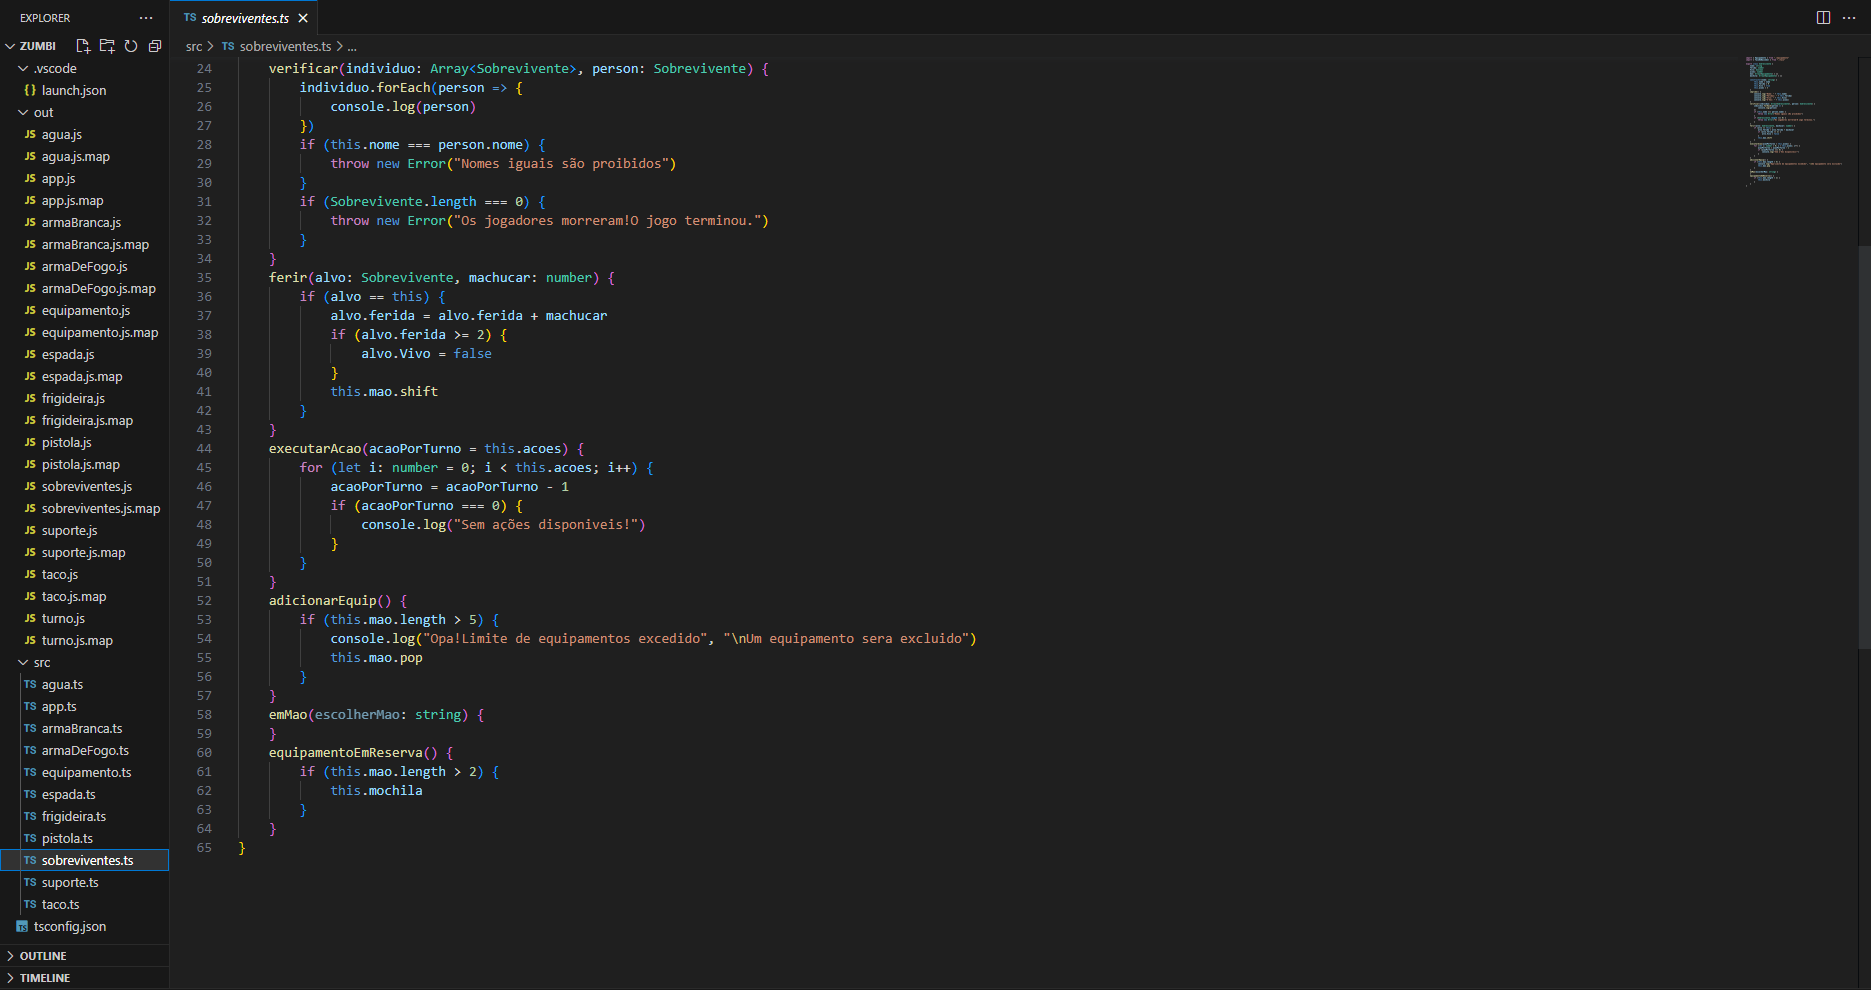 EXPLORER
ZUMBI
.vscode
{} launch.json
out
JS agua.js
JS agua.js.map
JS app.js
JS app.js.map
JS armaBranca.js
JS armaBranca.js.map
JS armaDeFogo.js
JS armaDeFogo.js.map
JS equipamento.js
JS equipamento.js.map
JS espada.js
JS espada.js.map
JS frigideira.js
JS frigideira.js.map
JS pistola.js
JS pistola.js.map
JS sobreviventes.js
JS sobreviventes.js.map
JS suporte.js
JS suporte.js.map
JS taco.js
JS taco.js.map
JS turno.js
JS turno.js.map
src
TS agua.ts
TS app.ts
TS armaBranca.ts
TS armaDeFogo.ts
TS equipamento.ts
TS espada.ts
TS frigideira.ts
TS pistola.ts
TS sobreviventes.ts
TS suporte.ts
TS taco.ts
TS tsconfig.json
OUTLINE
TIMELINE
TS sobreviventes.ts
src > TS sobreviventes.ts > ...
24 verificar(individuo: Array<Sobrevivente>, person: Sobrevivente) {
25 individuo.forEach(person => {
26 console.log(person)
27 })
28 if (this.nome === person.nome) {
29 throw new Error("Nomes iguais são proibidos")
30 }
31 if (Sobrevivente.length === 0) {
32 throw new Error("Os jogadores morreram!O jogo terminou.")
33 }
34 }
35 ferir(alvo: Sobrevivente, machucar: number) {
36 if (alvo == this) {
37 alvo.ferida = alvo.ferida + machucar
38 if (alvo.ferida >= 2) {
39 alvo.Vivo = false
40 }
41 this.mao.shift
42 }
43 }
44 executarAcao(acaoPorTurno = this.acoes) {
45 for (let i: number = 0; i < this.acoes; i++) {
46 acaoPorTurno = acaoPorTurno - 1
47 if (acaoPorTurno === 0) {
48 console.log("Sem ações disponiveis!")
49 }
50 }
51 }
52 adicionarEquip() {
53 if (this.mao.length > 5) {
54 console.log("Opa!Limite de equipamentos excedido", "\nUm equipamento sera excluido")
55 this.mao.pop
56 }
57 }
58 emMao(escolherMao: string) {
59 }
60 equipamentoEmReserva() {
61 if (this.mao.length > 2) {
62 this.mochila
63 }
64 }
65 }